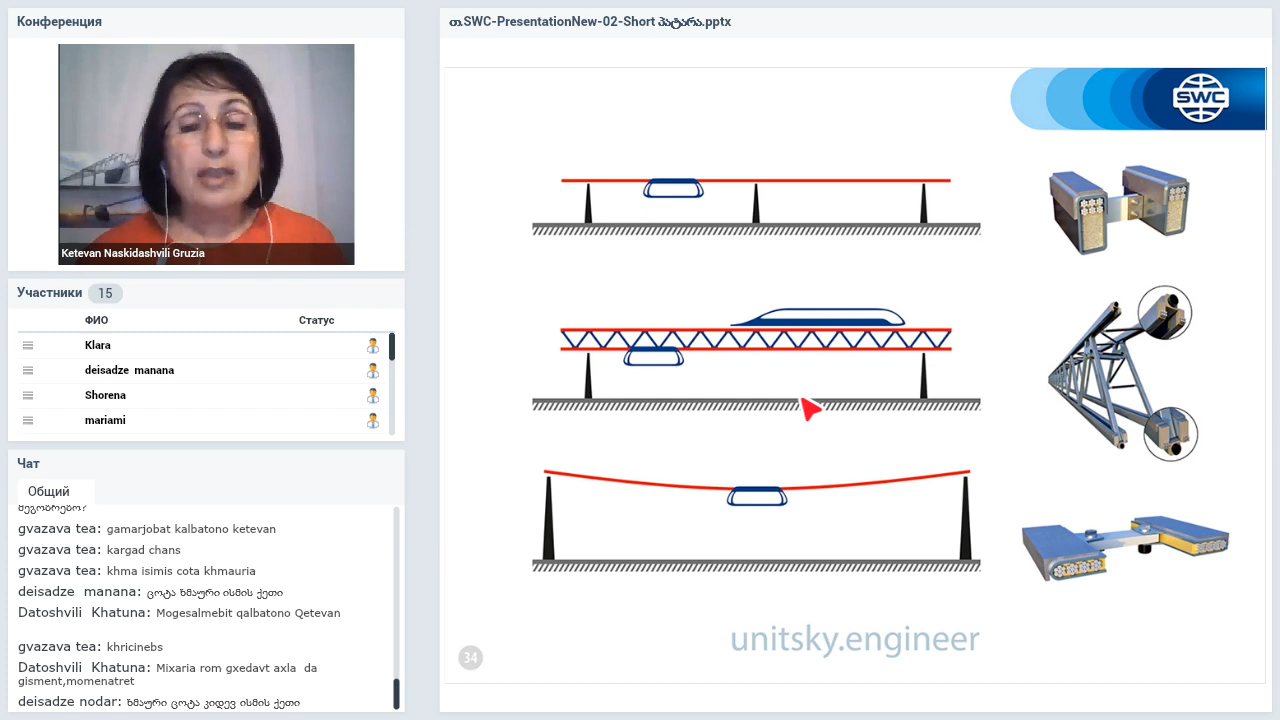 Конференция
Ketevan Naskidashvili Gruzia
Участники 15
ФИО Статус
Klara
deisadze manana
Shorena
mariami
Чат
Общий
gvazava tea: gamarjobat kalbatono ketevan
gvazava tea: kargad chans
gvazava tea: khma isimis cota khmauria
deisadze manana: ცოტა ხმაური ისმის ქეთი
Datoshvili Khatuna: Mogesalmebit qalbatono Qetevan
gvazava tea: khricinebs
Datoshvili Khatuna: Mixaria rom gxedavt axla da
gisment,momenatret
deisadze nodar: ხმაური ცოტა კიდევ ისმის ქეთი
თ.SWC-PresentationNew-02-Short პატარა.pptx
SWC
unitsky.engineer
34